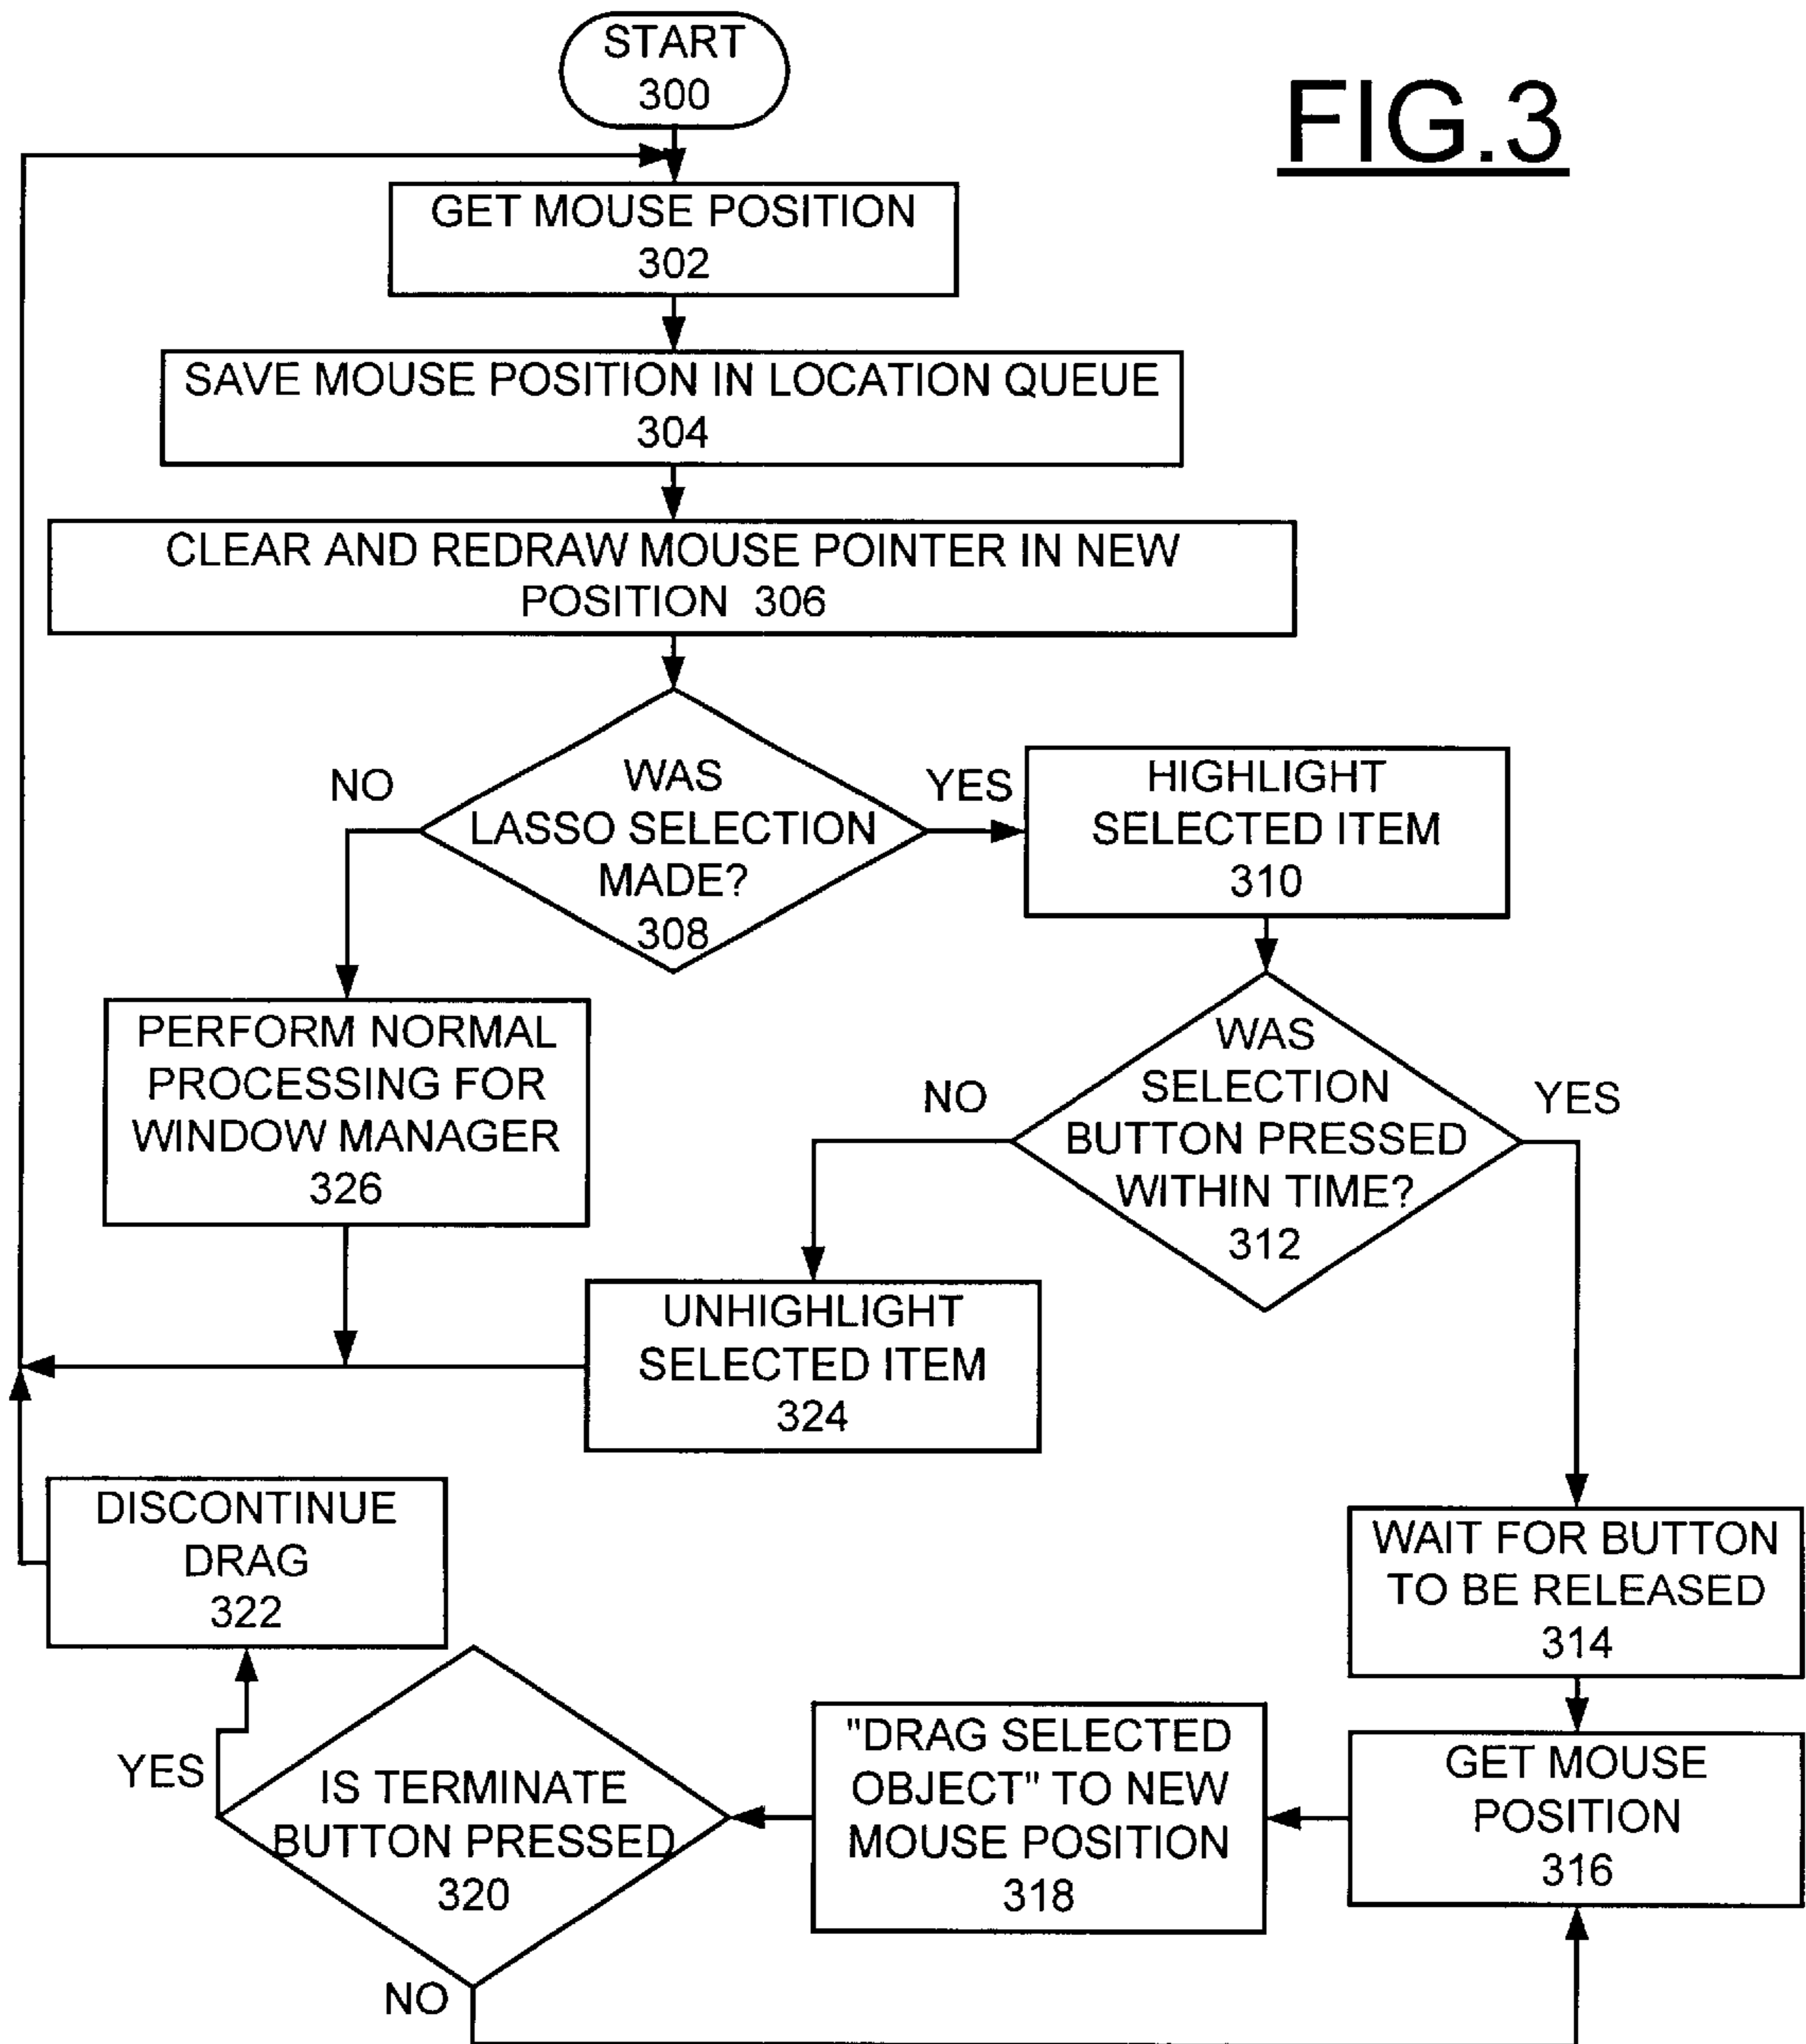 START
300
FIG.3
GET MOUSE POSITION
302
SAVE MOUSE POSITION IN LOCATION QUEUE
304
CLEAR AND REDRAW MOUSE POINTER IN NEW
POSITION 306
WAS
LASSO SELECTION
MADE?
308
NO
YES
HIGHLIGHT
SELECTED ITEM
310
PERFORM NORMAL
PROCESSING FOR
WINDOW MANAGER
326
WAS
SELECTION
BUTTON PRESSED
WITHIN TIME?
312
NO
YES
UNHIGHLIGHT
SELECTED ITEM
324
DISCONTINUE
DRAG
322
WAIT FOR BUTTON
TO BE RELEASED
314
YES
IS TERMINATE
BUTTON PRESSED
320
"DRAG SELECTED
OBJECT" TO NEW
MOUSE POSITION
318
GET MOUSE
POSITION
316
NO